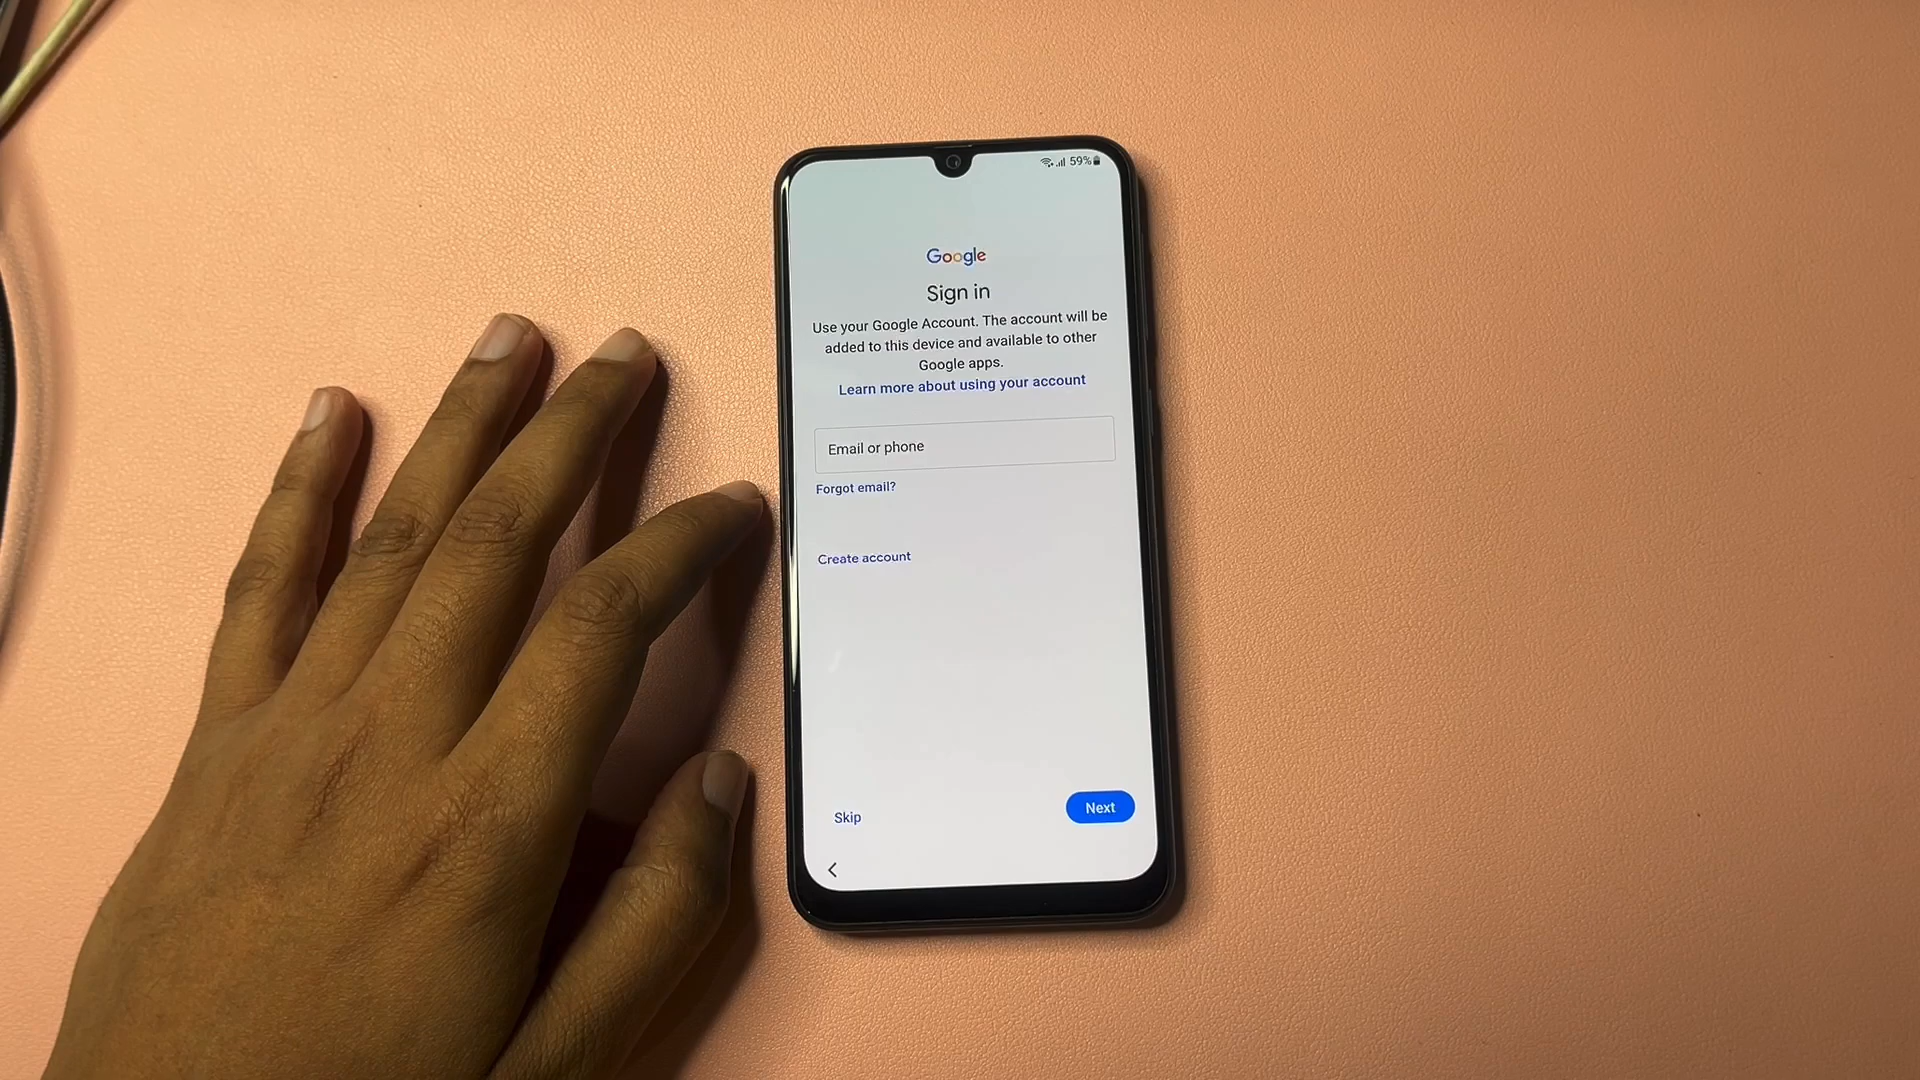 59%
Google
Sign in
Use your Google Account. The account will be
added to this device and available to other
Google apps.
Learn more about using your account
Email or phone
Forgot email?
Create account
Skip
Next